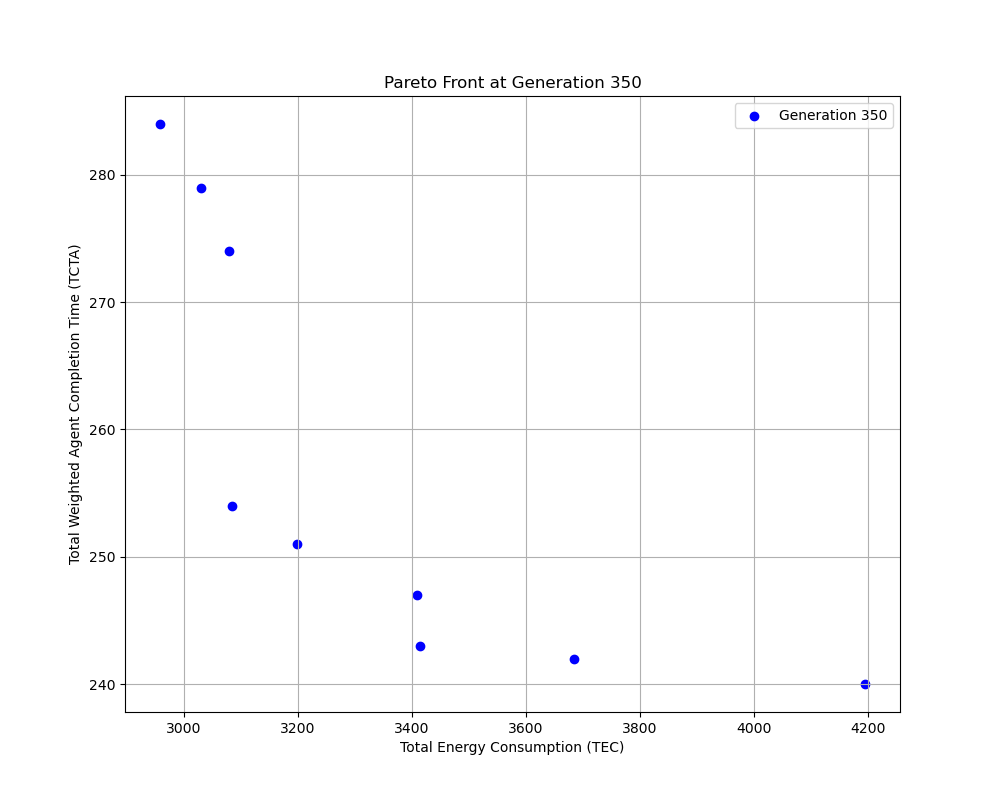 Pareto Front at Generation 350
Generation 350
Total Weighted Agent Completion Time (TCTA)
280
270
260
250
240
3000 3200 3400 3600 3800 4000 4200
Total Energy Consumption (TEC)